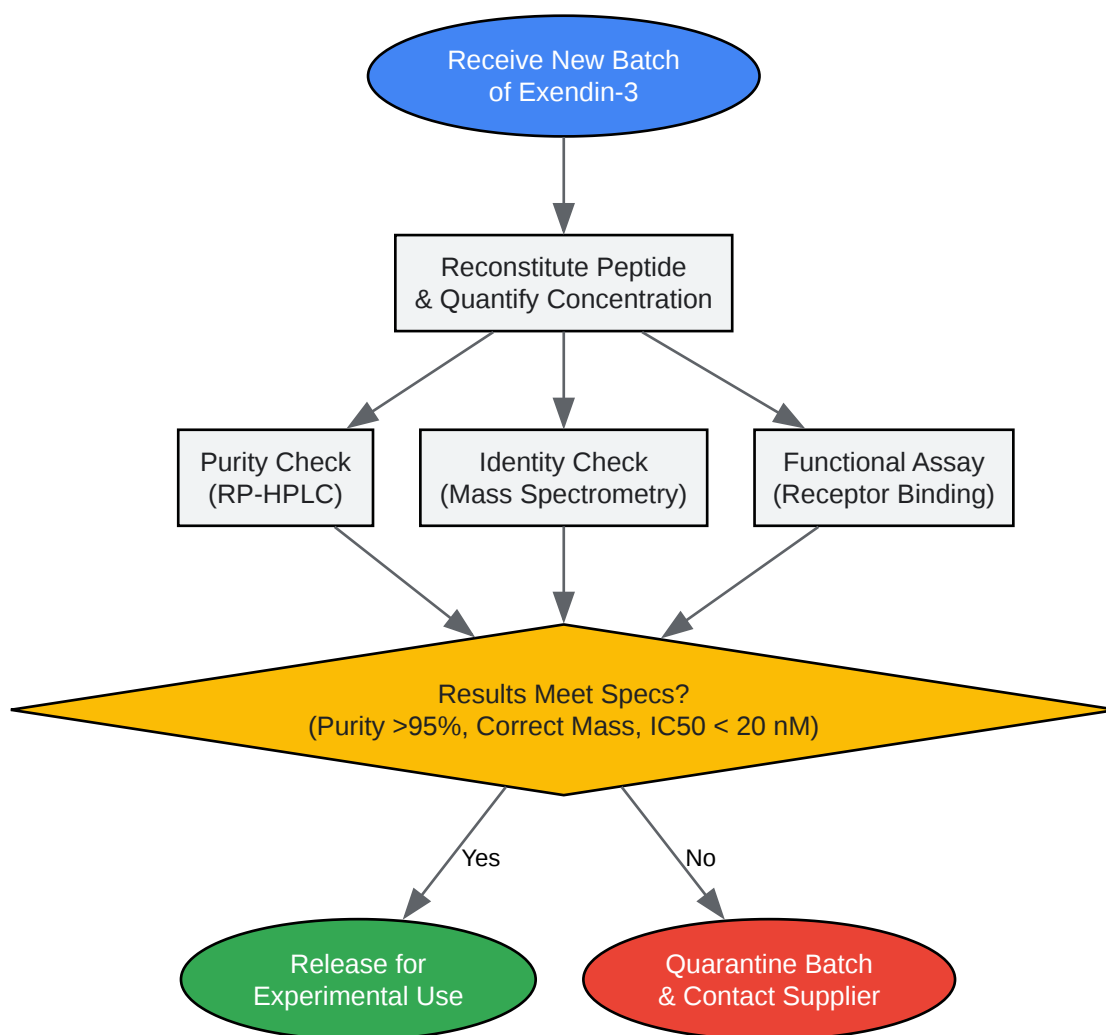 Receive New Batch
of Exendin-3
Reconstitute Peptide
& Quantify Concentration
Purity Check
(RP-HPLC)
Identity Check
(Mass Spectrometry)
Functional Assay
(Receptor Binding)
Results Meet Specs?
(Purity >95%, Correct Mass, IC50 < 20 nM)
Yes
No
Release for
Experimental Use
Quarantine Batch
& Contact Supplier